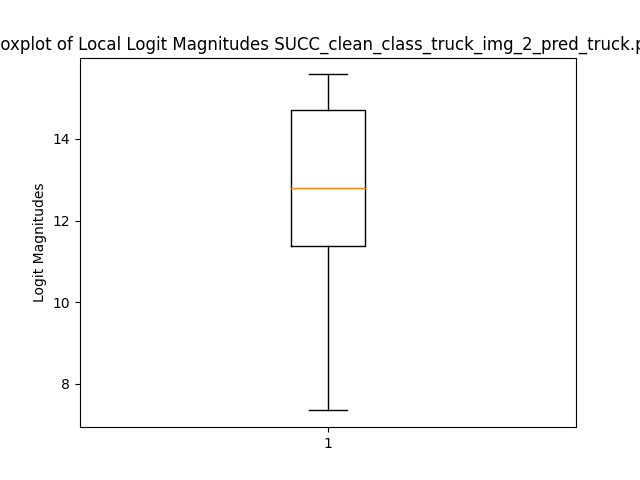 oxplot of Local Logit Magnitudes SUCC_clean_class_truck_img_2_pred_truck.p
Logit Magnitudes
14
12
10
8
1